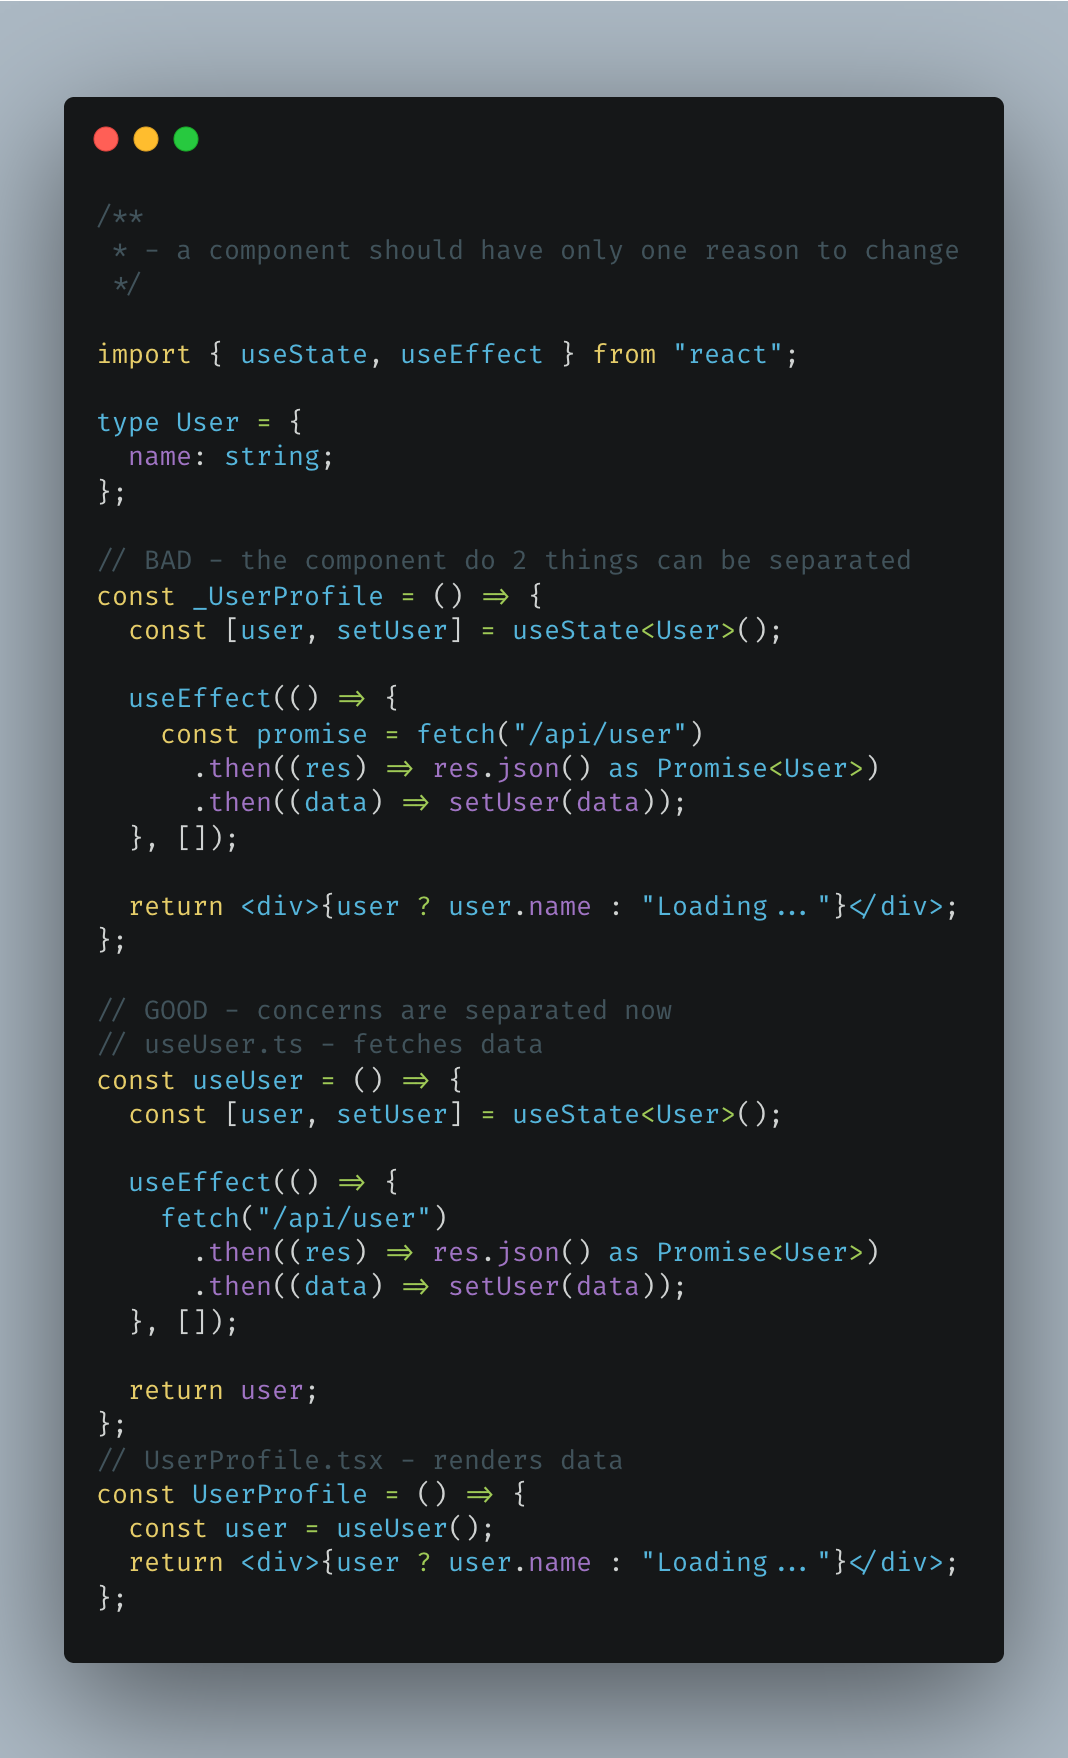 /**
 * - a component should have only one reason to change
 */

import { useState, useEffect } from "react";

type User = {
  name: string;
};

// BAD - the component do 2 things can be separated
const _UserProfile = () => {
  const [user, setUser] = useState<User>();

  useEffect(() => {
    const promise = fetch("/api/user")
      .then((res) => res.json() as Promise<User>)
      .then((data) => setUser(data));
  }, []);

  return <div>{user ? user.name : "Loading..."}</div>;
};

// GOOD - concerns are separated now
// useUser.ts - fetches data
const useUser = () => {
  const [user, setUser] = useState<User>();

  useEffect(() => {
    fetch("/api/user")
      .then((res) => res.json() as Promise<User>)
      .then((data) => setUser(data));
  }, []);

  return user;
};
// UserProfile.tsx - renders data
const UserProfile = () => {
  const user = useUser();
  return <div>{user ? user.name : "Loading..."}</div>;
};